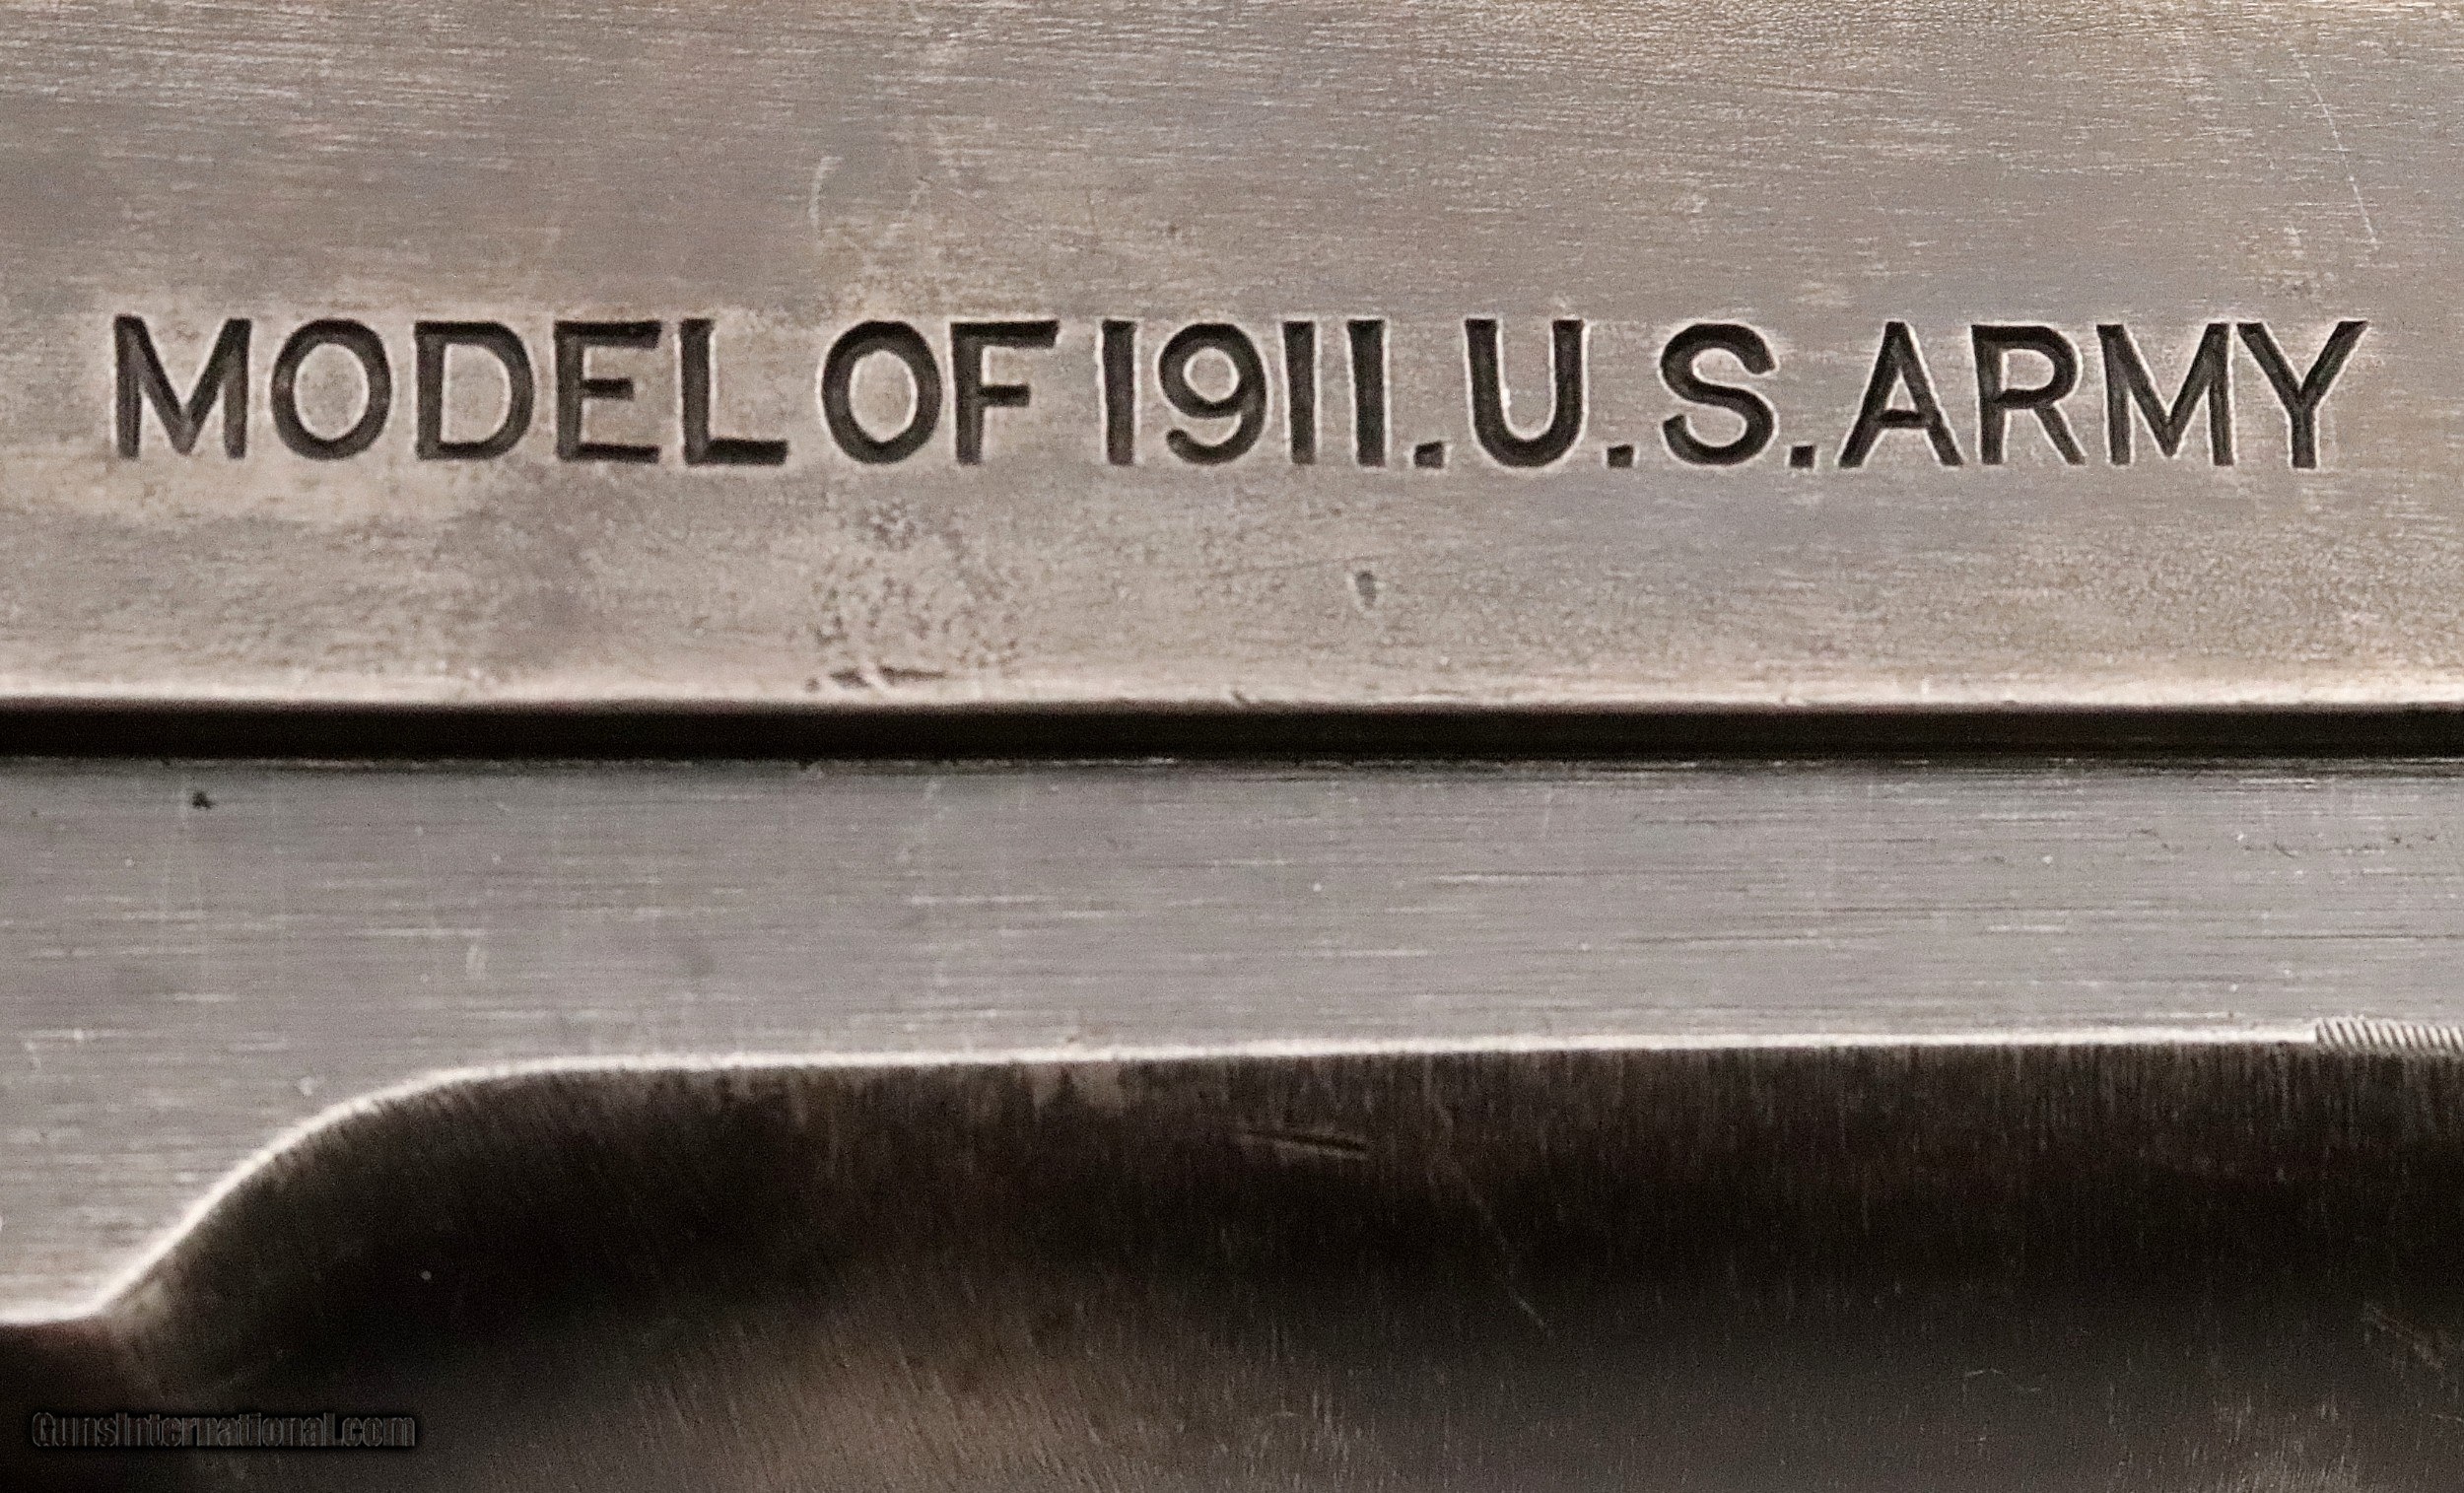 MODEL OF 1911.U.S.ARMY
GunsInternational.com